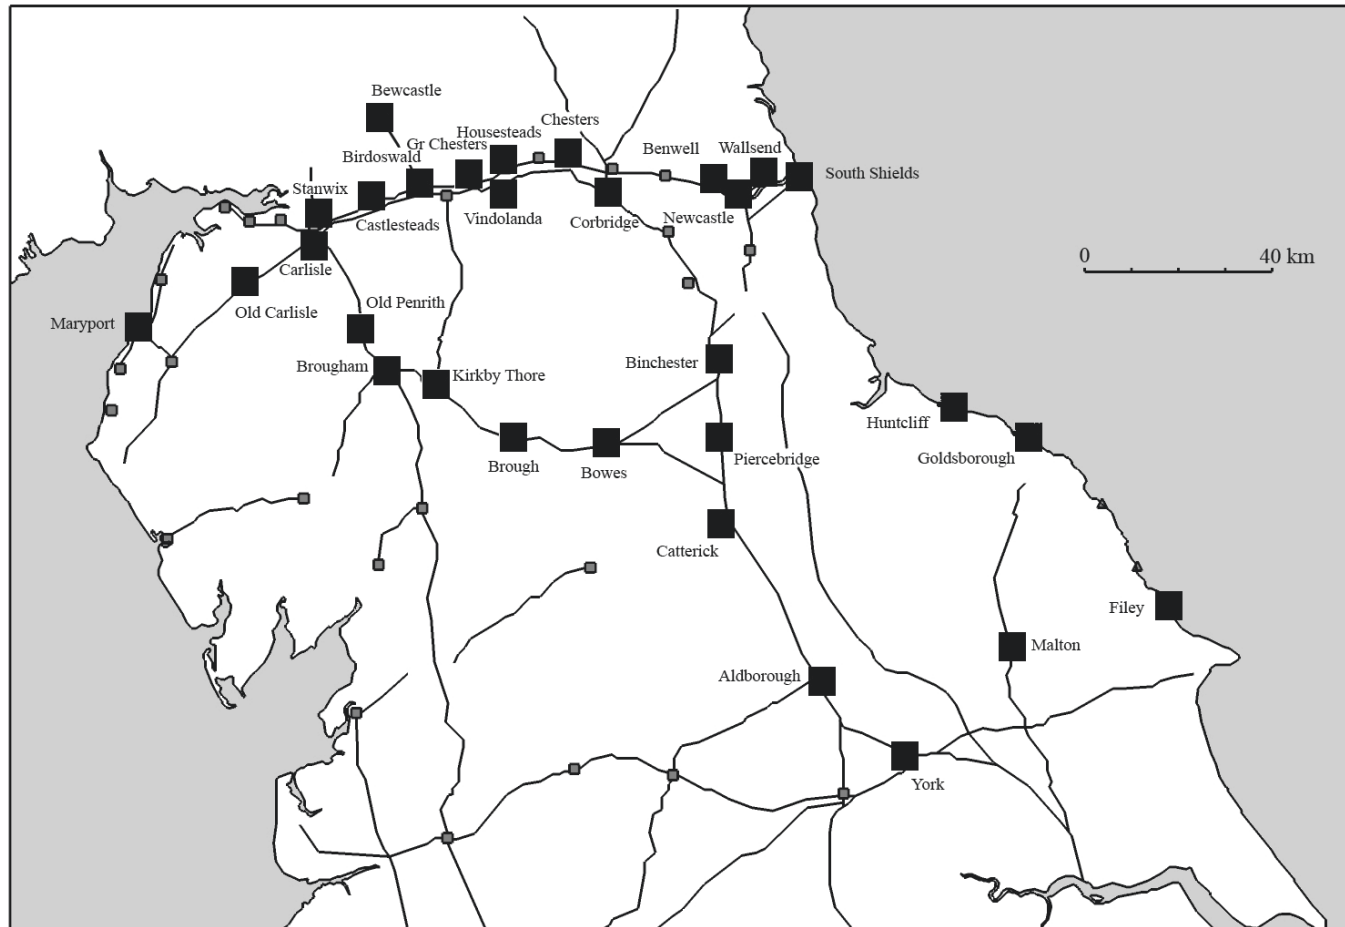 Bewcastle
Chesters
Housesteads
Gr Chesters
Birdoswald
Benwell
Wallsend
South Shields
Stanwix
Castlesteads
Vindolanda
Corbridge
Newcastle
0 40 km
Carlisle
Old Carlisle
Old Penrith
Maryport
Brougham
Kirkby Thore
Binchester
Huntcliff
Goldsborough
Brough
Bowes
Piercebridge
Catterick
Filey
Malton
Aldborough
York